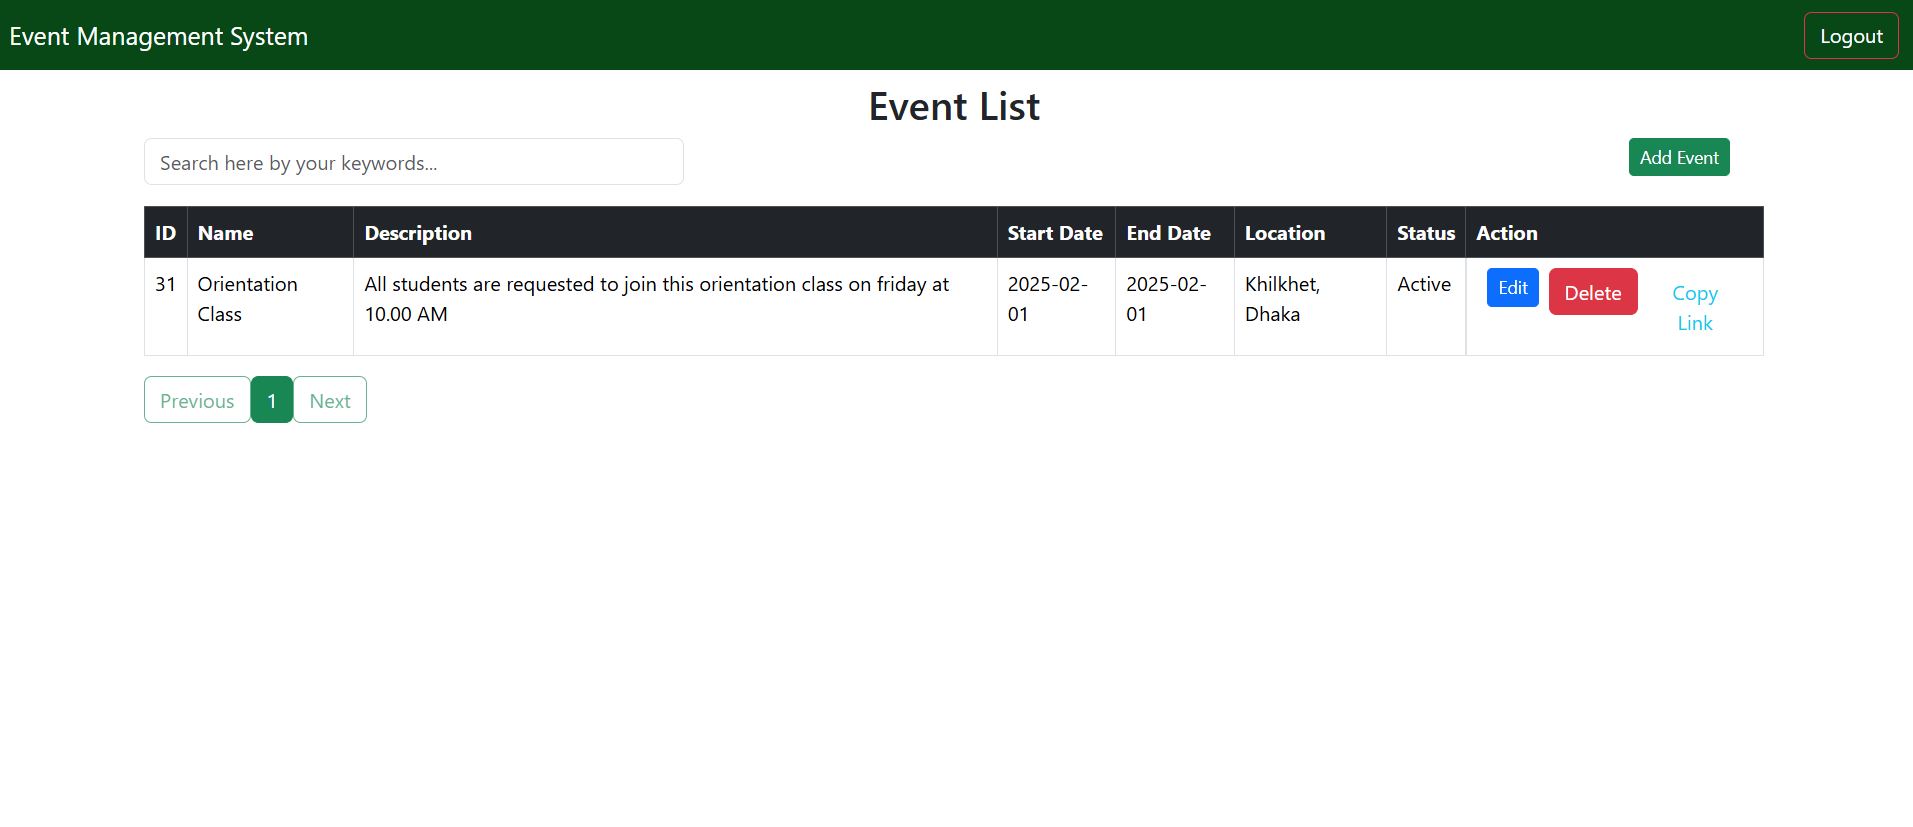 Event Management System
Logout
Event List
Search here by your keywords...
Add Event
ID Name Description Start Date End Date Location Status Action
31 Orientation All students are requested to join this orientation class on friday at 2025-02- 2025-02- Khilkhet, Active Edit Delete Copy
Class 10.00 AM 01 01 Dhaka Link
Previous 1 Next